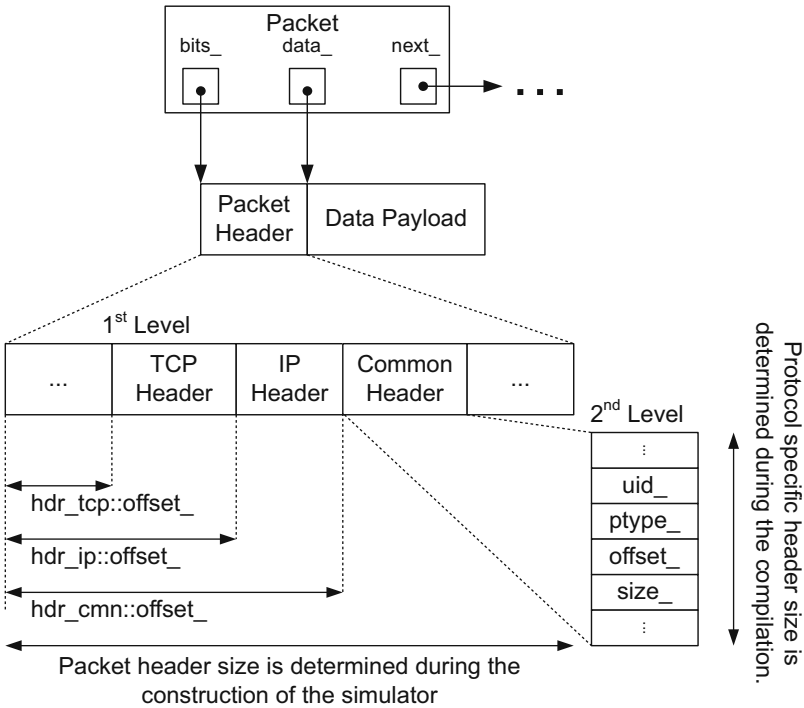 Packet
bits_ data_ next_
...
Packet
Header
Data Payload
1st Level
...
TCP
Header
IP
Header
Common
Header
...
2nd Level
⋮
uid_
ptype_
offset_
size_
⋮
hdr_tcp::offset_
hdr_ip::offset_
hdr_cmn::offset_
Packet header size is determined during the
construction of the simulator
Protocol specific header size is
determined during the compilation.